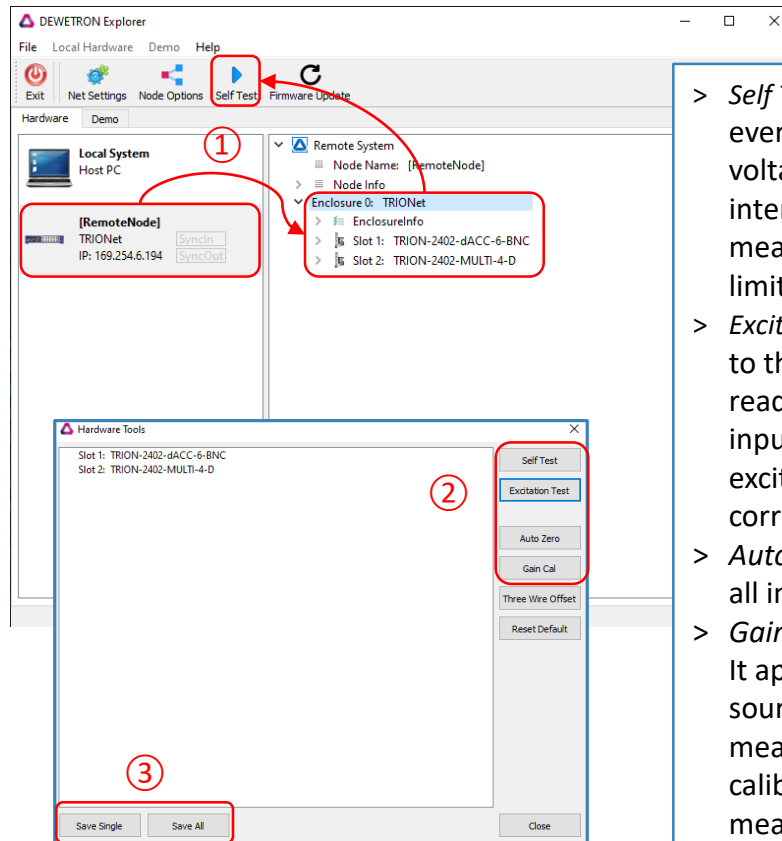 DEWETRON Explorer
File Local Hardware Demo Help
Exit Net Settings Node Options Self Test Firmware Update
Hardware Demo
①
Local System
Host PC
[RemoteNode]
TRIONet SyncIn
IP: 169.254.6.194 SyncOut
Remote System
Node Name: [RemoteNode]
Node Info
Enclosure 0: TRIONet
EnclosureInfo
Slot 1: TRION-2402-dACC-6-BNC
Slot 2: TRION-2402-MULTI-4-D
Hardware Tools
Slot 1: TRION-2402-dACC-6-BNC
Slot 2: TRION-2402-MULTI-4-D
②
Self Test
Excitation Test
Auto Zero
Gain Cal
Three Wire Offset
Reset Default
③
Save Single Save All Close
> Self
ever
volta
inter
mea
limit
> Excit
to th
read
inpu
excit
corr
> Auto
all in
> Gain
It ap
sour
mea
calib
mea